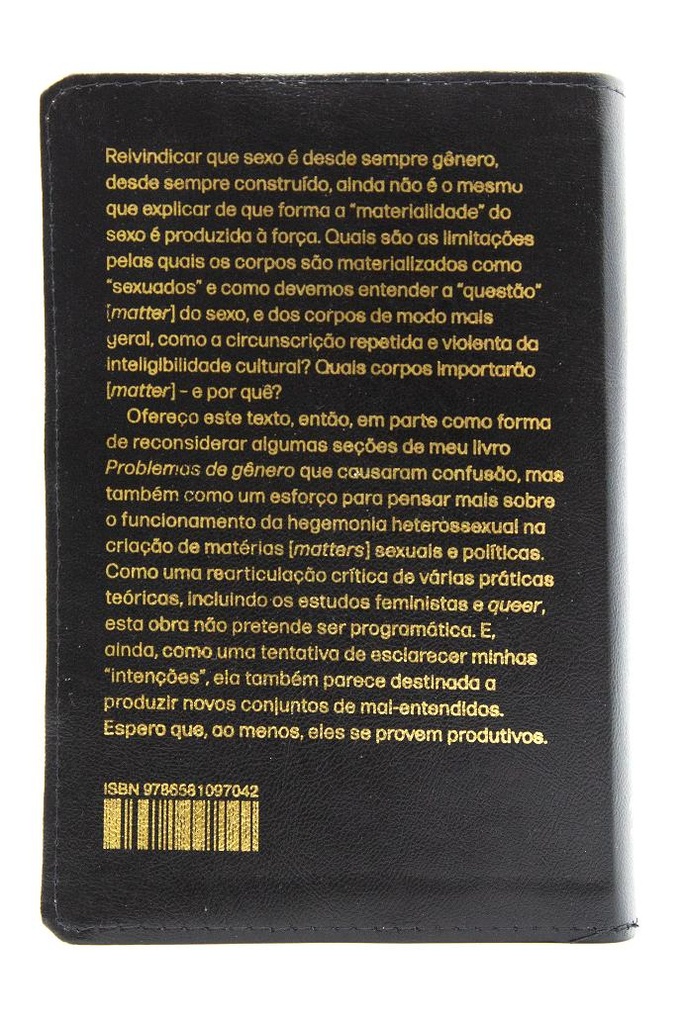 Reivindicar que sexo é desde sempre gênero,
desde sempre construído, ainda não é o mesmo
que explicar de que forma a “materialidade” do
sexo é produzida à força. Quais são as limitações
pelas quais os corpos são materializados como
“sexuados” e como devemos entender a “questão”
[matter] do sexo, e dos corpos de modo mais
geral, como a circunscrição repetida e violenta da
inteligibilidade cultural? Quais corpos importarão
[matter] – e por quê?
Ofereço este texto, então, em parte como forma
de reconsiderar algumas seções de meu livro
Problemas de gênero que causaram confusão, mas
também como um esforço para pensar mais sobre
o funcionamento da hegemonia heterossexual na
criação de matérias [matters] sexuais e políticas.
Como uma rearticulação crítica de várias práticas
teóricas, incluindo os estudos feministas e queer,
esta obra não pretende ser programática. E,
ainda, como uma tentativa de esclarecer minhas
“intenções”, ela também parece destinada a
produzir novos conjuntos de mal-entendidos.
Espero que, ao menos, eles se provem produtivos.
ISBN 9786581097042